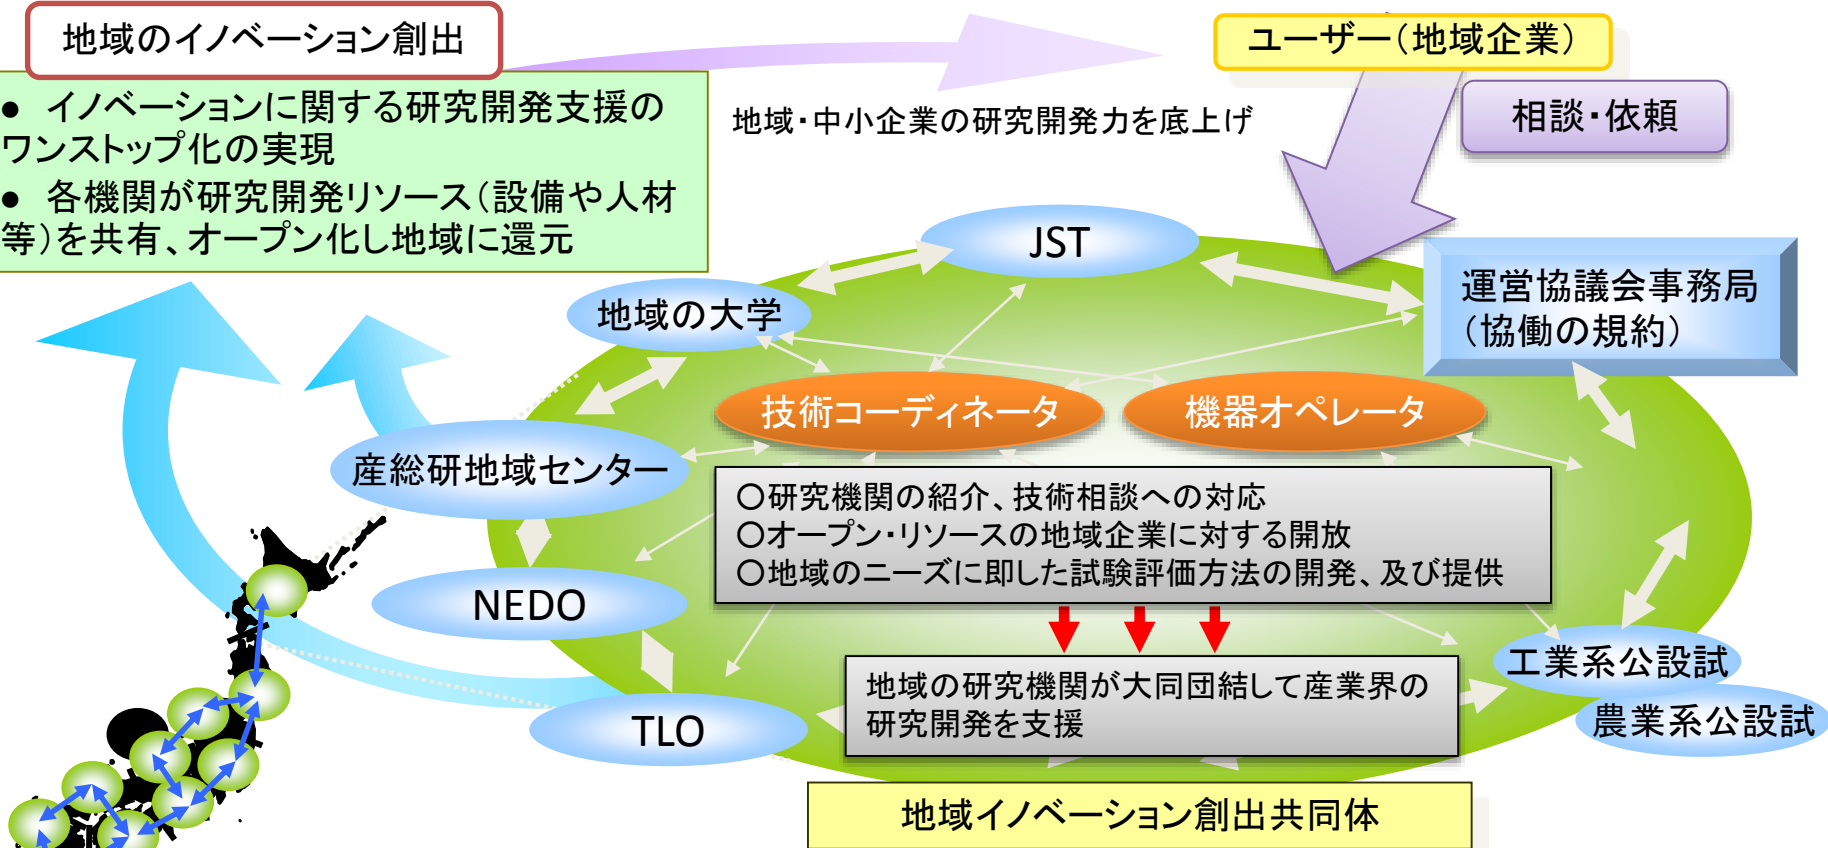 地域のイノベーション創出
ユーザー（地域企業）
● イノベーションに関する研究開発支援の
ワンストップ化の実現
● 各機関が研究開発リソース（設備や人材
等）を共有、オープン化し地域に還元
地域・中小企業の研究開発力を底上げ
相談・依頼
JST
地域の大学
運営協議会事務局
（協働の規約）
技術コーディネータ
機器オペレータ
産総研地域センター
○研究機関の紹介、技術相談への対応
○オープン・リソースの地域企業に対する開放
○地域のニーズに即した試験評価方法の開発、及び提供
NEDO
工業系公設試
地域の研究機関が大同団結して産業界の
研究開発を支援
TLO
農業系公設試
地域イノベーション創出共同体